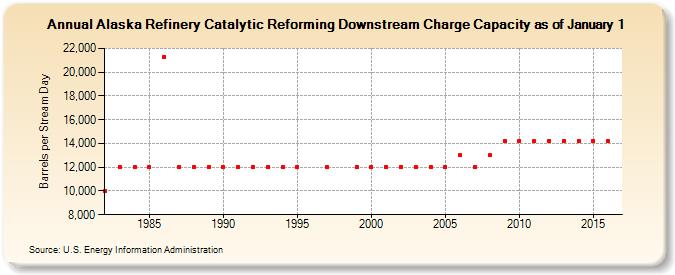 Annual Alaska Refinery Catalytic Reforming Downstream Charge Capacity as of January 1
Barrels per Stream Day
22,000
20,000
18,000
16,000
14,000
12,000
10,000
8,000
1985 1990 1995 2000 2005 2010 2015
Source: U.S. Energy Information Administration